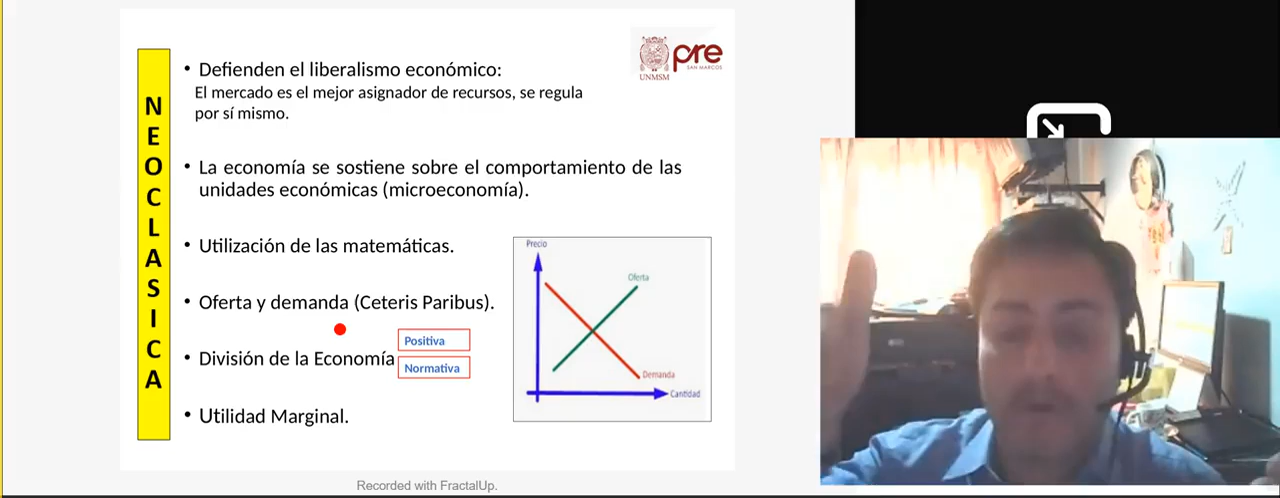 UNMSM
pre
SAN MARCOS
NEOCLASICA
• Defienden el liberalismo económico:
El mercado es el mejor asignador de recursos, se regula
por sí mismo.
• La economía se sostiene sobre el comportamiento de las
unidades económicas (microeconomía).
• Utilización de las matemáticas.
• Oferta y demanda (Ceteris Paribus).
• División de la Economía
Positiva
Normativa
• Utilidad Marginal.
Precio
Oferta
Demanda
Cantidad
Recorded with FractalUp.